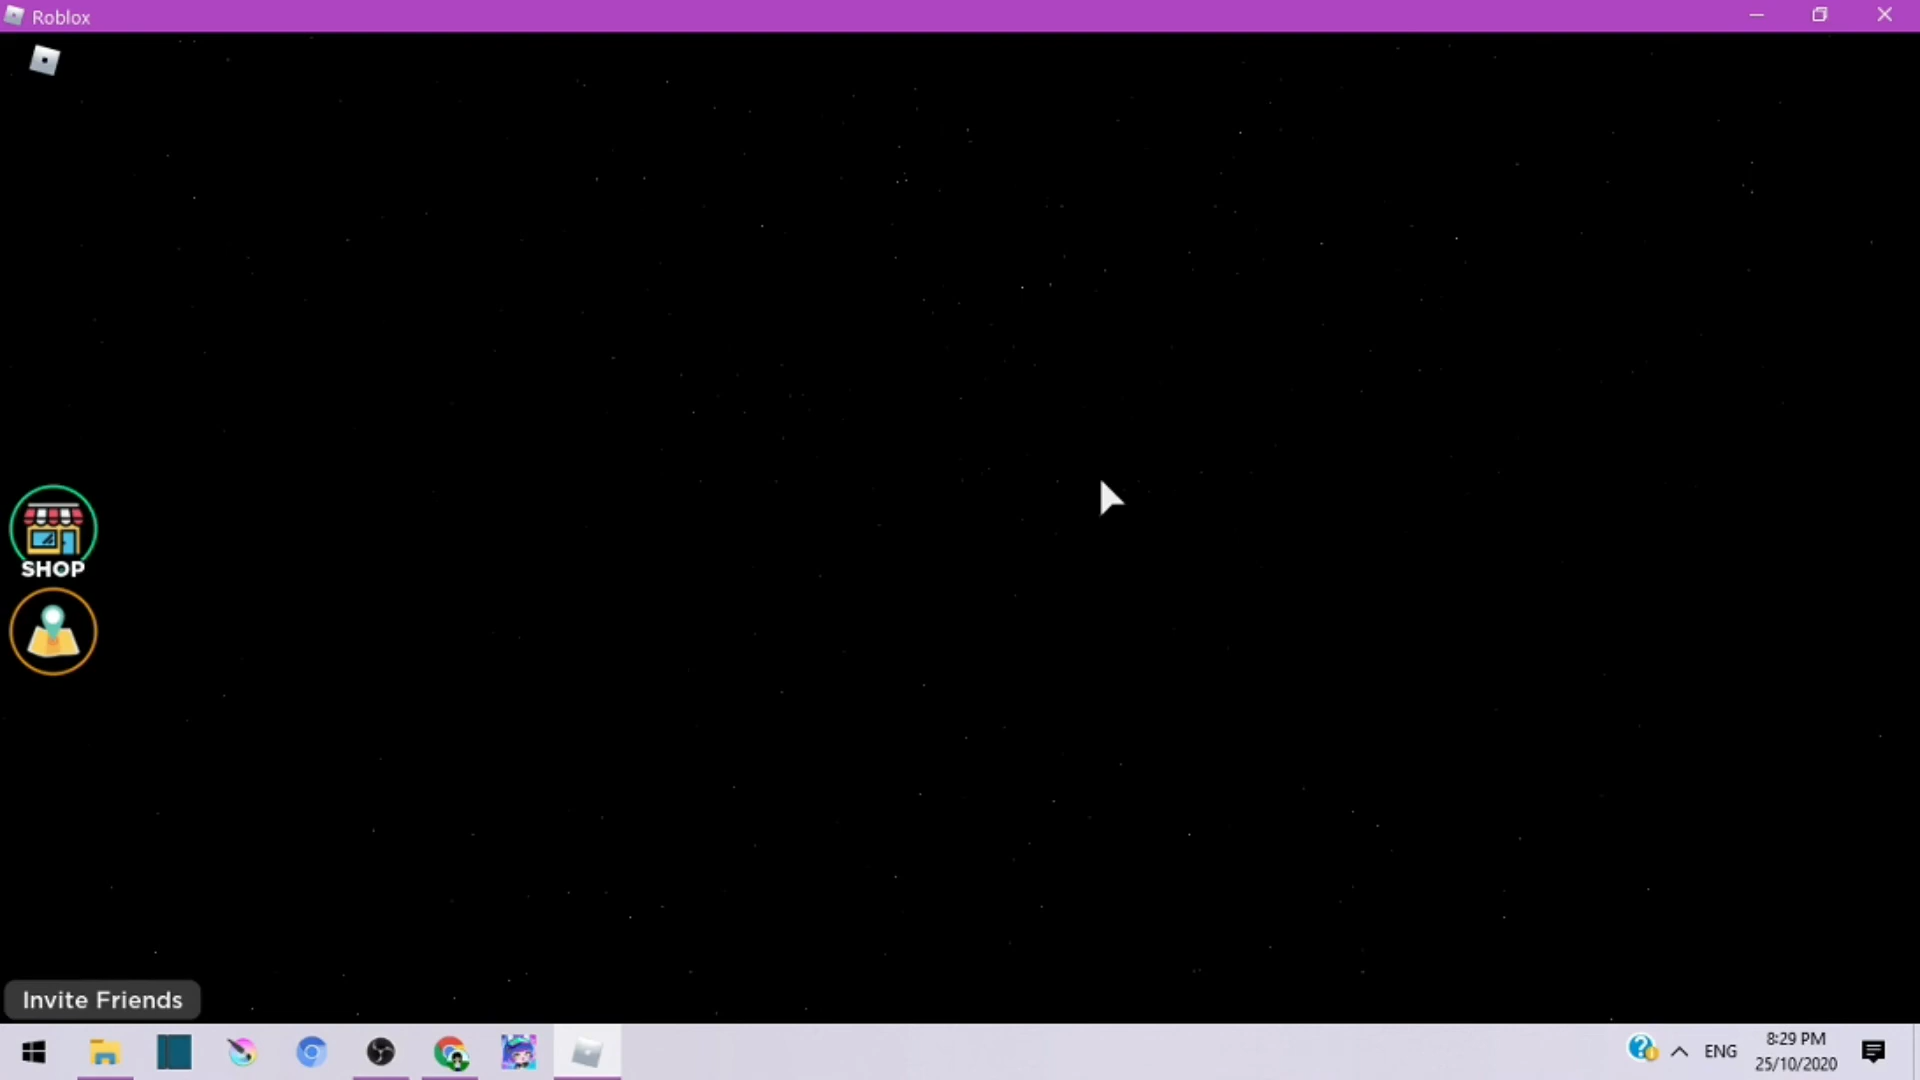 Roblox
SHOP
Invite Friends
ENG
8:29 PM
25/10/2020